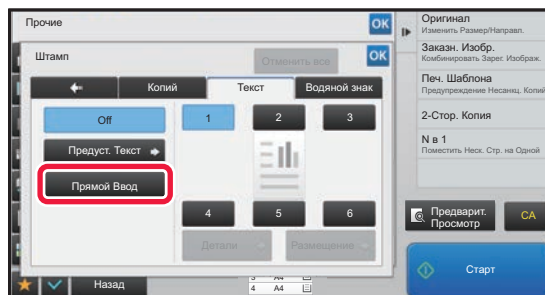 Прочие
OK
Штамп
Отменить все
OK
Копий
Текст
Водяной знак
Off
1
2
3
Предуст. Текст
Прямой Ввод
4
5
6
Детали
Размещение
Назад
3 A4
4 A4
Оригинал
Изменить Размер/Направл.
Заказн. Изобр.
Комбинировать Зарег. Изображ.
Печ. Шаблона
Предупреждение Несанкц. Копий
2-Стор. Копия
N в 1
Поместить Неск. Стр. на Одной
Предварит.
Просмотр
CA
Старт